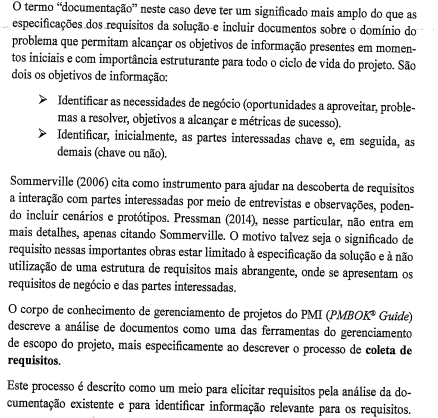 O termo “documentação” neste caso deve ter um significado mais amplo do que as
especificações dos requisitos da solução e incluir documentos sobre o domínio do
problema que permitam alcançar os objetivos de informação presentes em momen-
tos iniciais e com importância estruturante para todo o ciclo de vida do projeto. São
dois os objetivos de informação:
➤ Identificar as necessidades de negócio (oportunidades a aproveitar, proble-
mas a resolver, objetivos a alcançar e métricas de sucesso).
➤ Identificar, inicialmente, as partes interessadas chave e, em seguida, as
demais (chave ou não).
Sommerville (2006) cita como instrumento para ajudar na descoberta de requisitos
a interação com partes interessadas por meio de entrevistas e observações, poden-
do incluir cenários e protótipos. Pressman (2014), nesse particular, não entra em
mais detalhes, apenas citando Sommerville. O motivo talvez seja o significado de
requisito nessas importantes obras estar limitado à especificação da solução e à não
utilização de uma estrutura de requisitos mais abrangente, onde se apresentam os
requisitos de negócio e das partes interessadas.
O corpo de conhecimento de gerenciamento de projetos do PMI (PMBOK® Guide)
descreve a análise de documentos como uma das ferramentas do gerenciamento
de escopo do projeto, mais especificamente ao descrever o processo de coleta de
requisitos.
Este processo é descrito como um meio para elicitar requisitos pela análise da do-
cumentação existente e para identificar informação relevante para os requisitos.